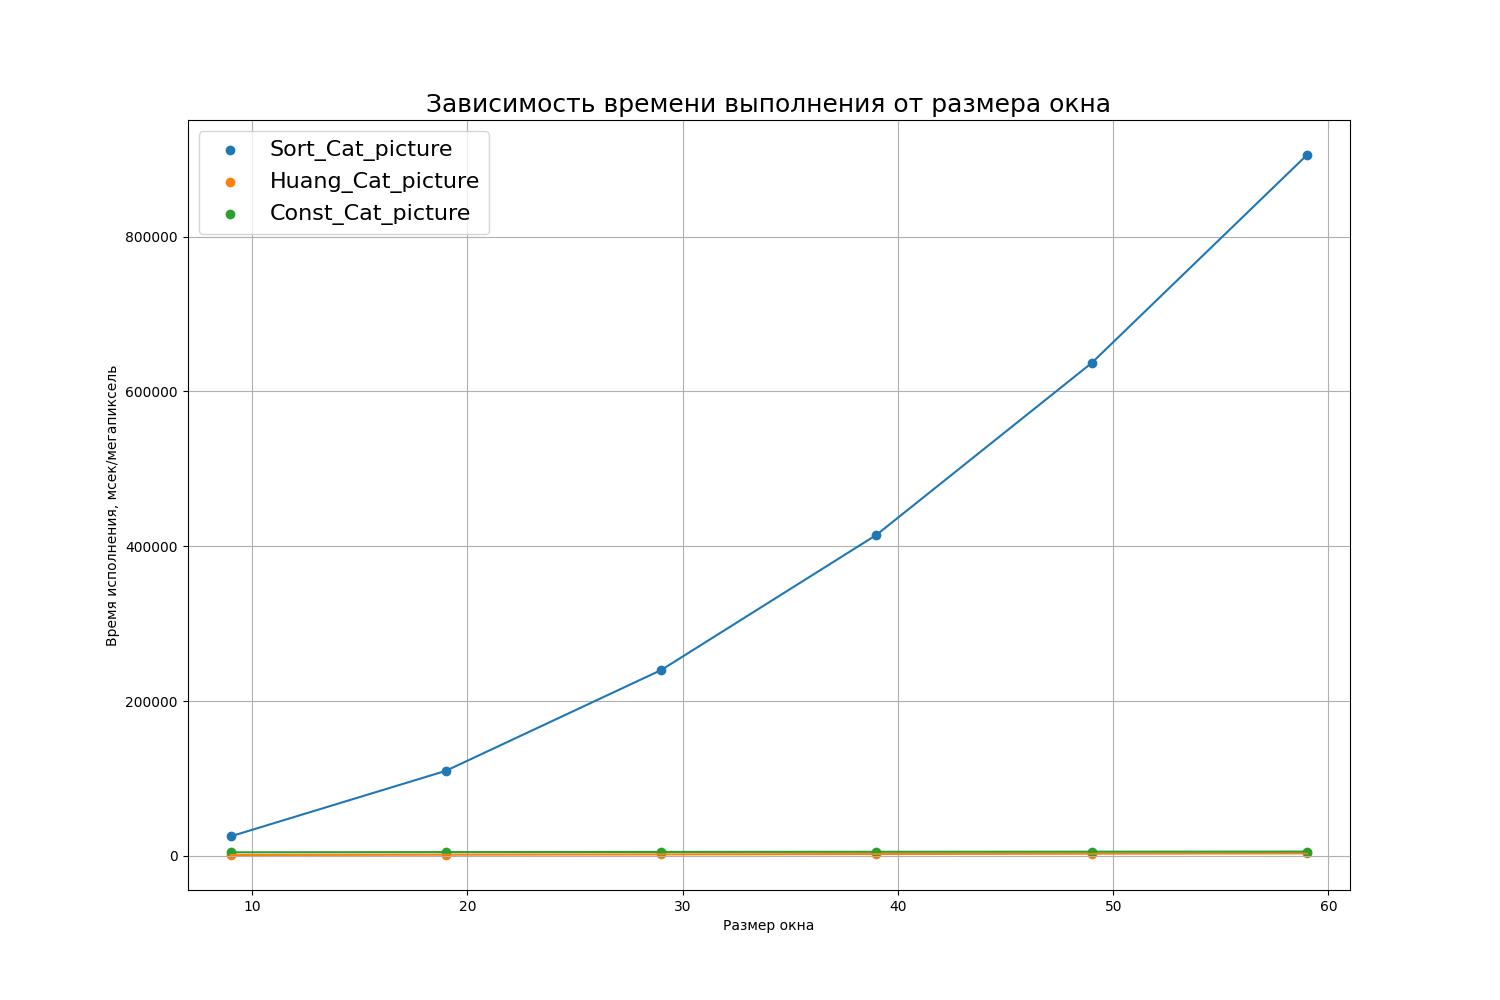 Зависимость времени выполнения от размера окна
Sort_Cat_picture
Huang_Cat_picture
Const_Cat_picture
800000
600000
400000
200000
0
Время исполнения, мсек/мегапиксель
10 20 30 40 50 60
Размер окна